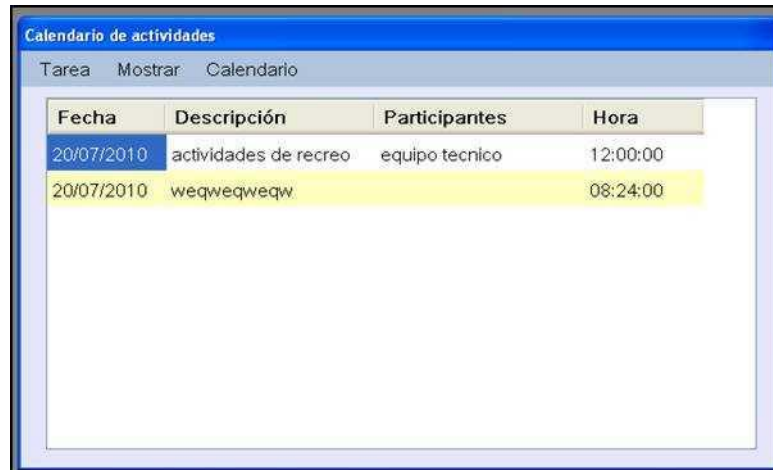 Calendario de actividades
Tarea Mostrar Calendario
Fecha Descripción Participantes Hora
20/07/2010 actividades de recreo equipo tecnico 12:00:00
20/07/2010 weqweqweqw 08:24:00